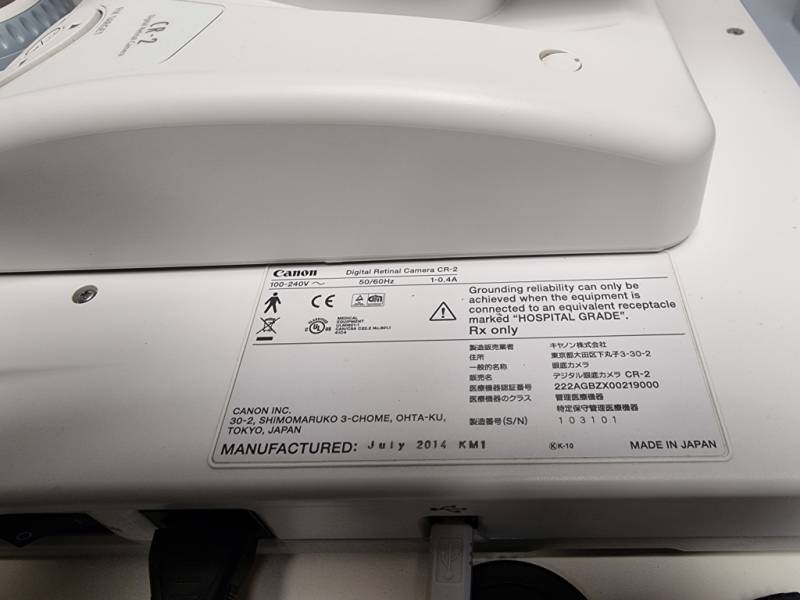 CR-2
Digital Retinal Camera
Canon Digital Retinal Camera CR-2
100-240V 50/60Hz 1-0.4A
CE
MEDICAL
EQUIPMENT
Grounding reliability can only be
achieved when the equipment is
connected to an equivalent receptacle
marked "HOSPITAL GRADE".
Rx only
製造販売業者 キヤノン株式会社
住所 東京都大田区下丸子3-30-2
一般的名称 眼底カメラ
販売名 デジタル眼底カメラ CR-2
医療機器認証番号 222AGBZX00219000
医療機器のクラス 管理医療機器
特定保守管理医療機器
製造番号(S/N) 103101
CANON INC.
30-2, SHIMOMARUKO 3-CHOME, OHTA-KU,
TOKYO, JAPAN
MANUFACTURED: July 2014 KM1
K-10 MADE IN JAPAN